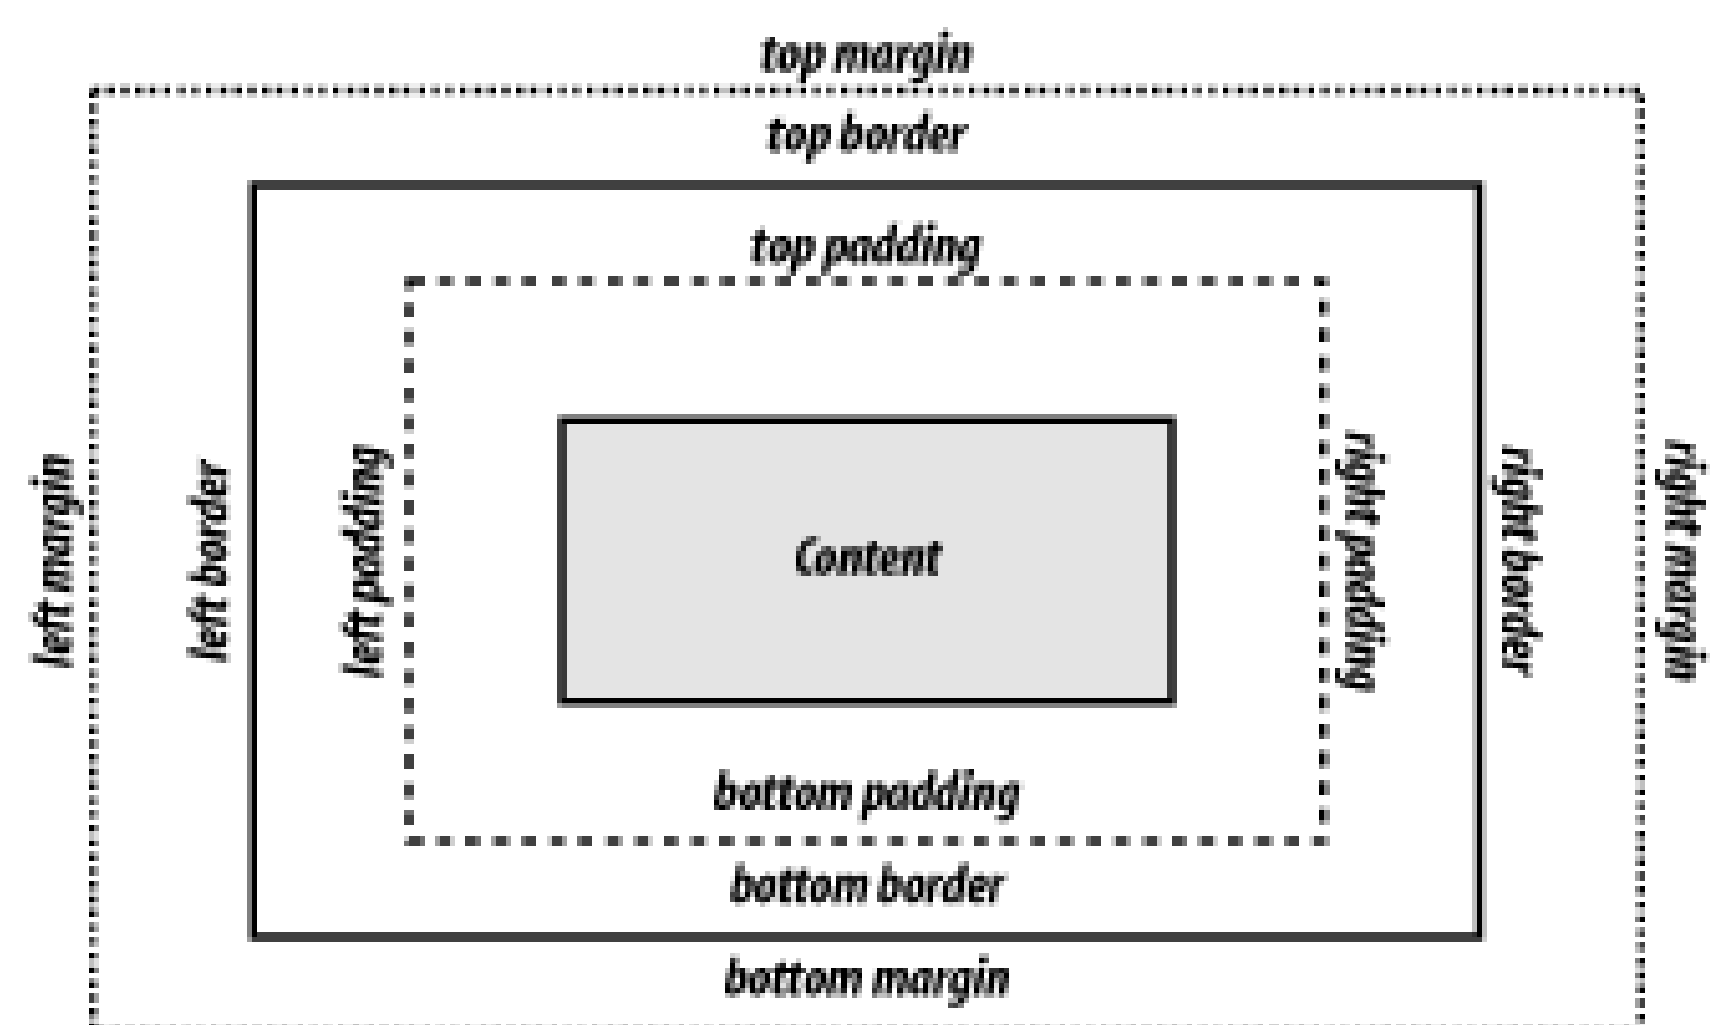 top margin
top border
top padding
left margin
left border
left padding
Content
right padding
right border
right margin
bottom padding
bottom border
bottom margin